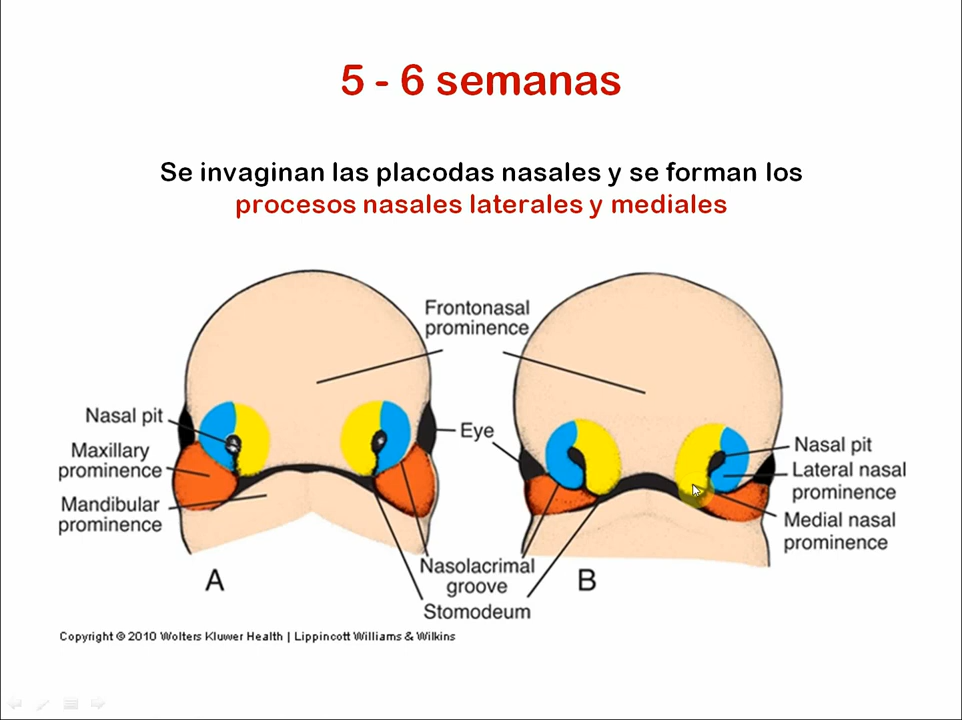 5 - 6 semanas
Se invaginan las placodas nasales y se forman los
procesos nasales laterales y mediales
Frontonasal
prominence
Nasal pit
Maxillary
prominence
Mandibular
prominence
Eye
Nasal pit
Lateral nasal
prominence
Medial nasal
prominence
Nasolacrimal
groove
Stomodeum
A
B
Copyright © 2010 Wolters Kluwer Health | Lippincott Williams & Wilkins